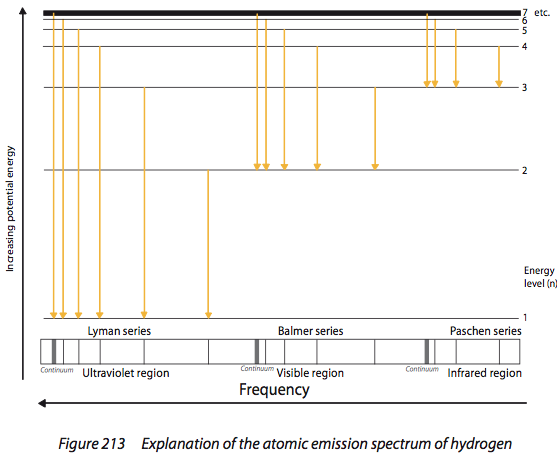 7 etc.
6
5
4
3
2
Increasing potential energy
Energy
level (n)
1
Lyman series
Balmer series
Paschen series
Continuum
Ultraviolet region
Continuum
Visible region
Continuum
Infrared region
Frequency
Figure 213 Explanation of the atomic emission spectrum of hydrogen